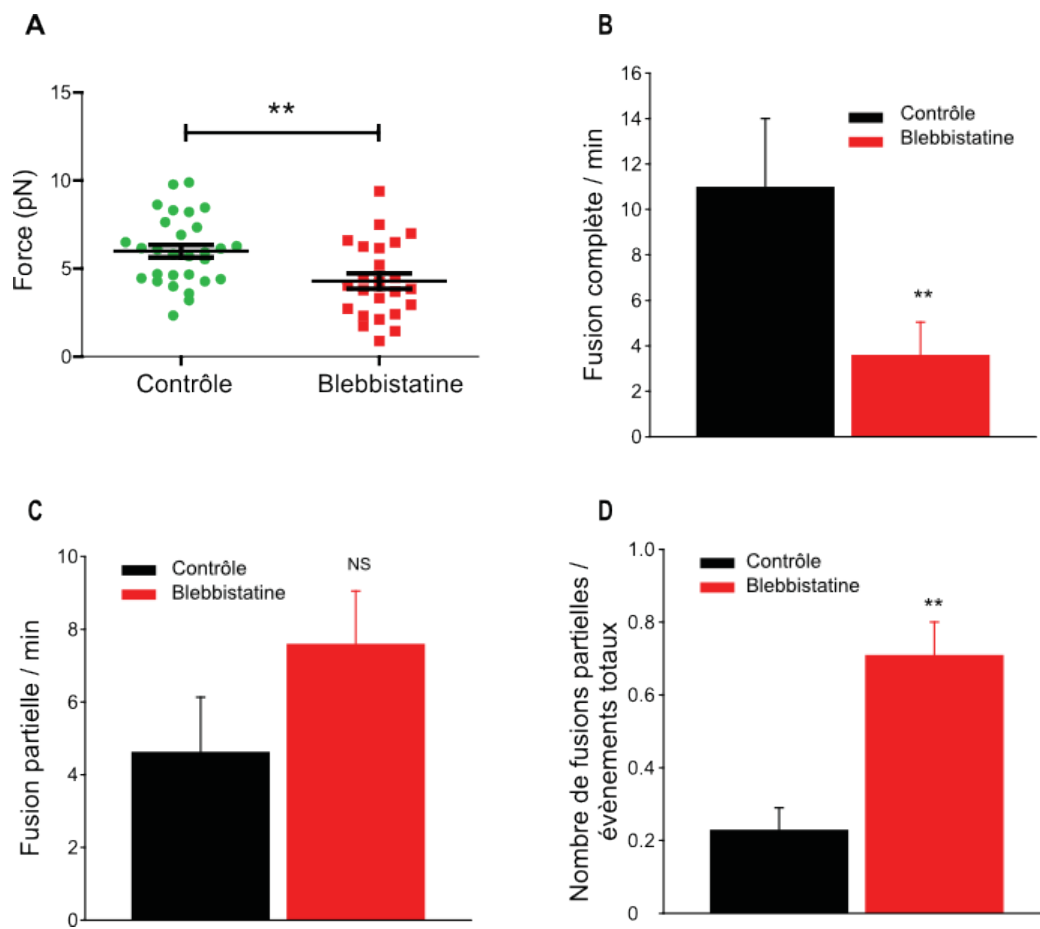 A
15
10
5
0
Force (pN)
**
Contrôle
Blebbistatine
B
16
14
12
10
8
6
4
2
0
Fusion complète / min
Contrôle
Blebbistatine
**
C
10
8
6
4
2
0
Fusion partielle / min
Contrôle
Blebbistatine
NS
D
1.0
0.8
0.6
0.4
0.2
0
Nombre de fusions partielles /
évènements totaux
Contrôle
Blebbistatine
**